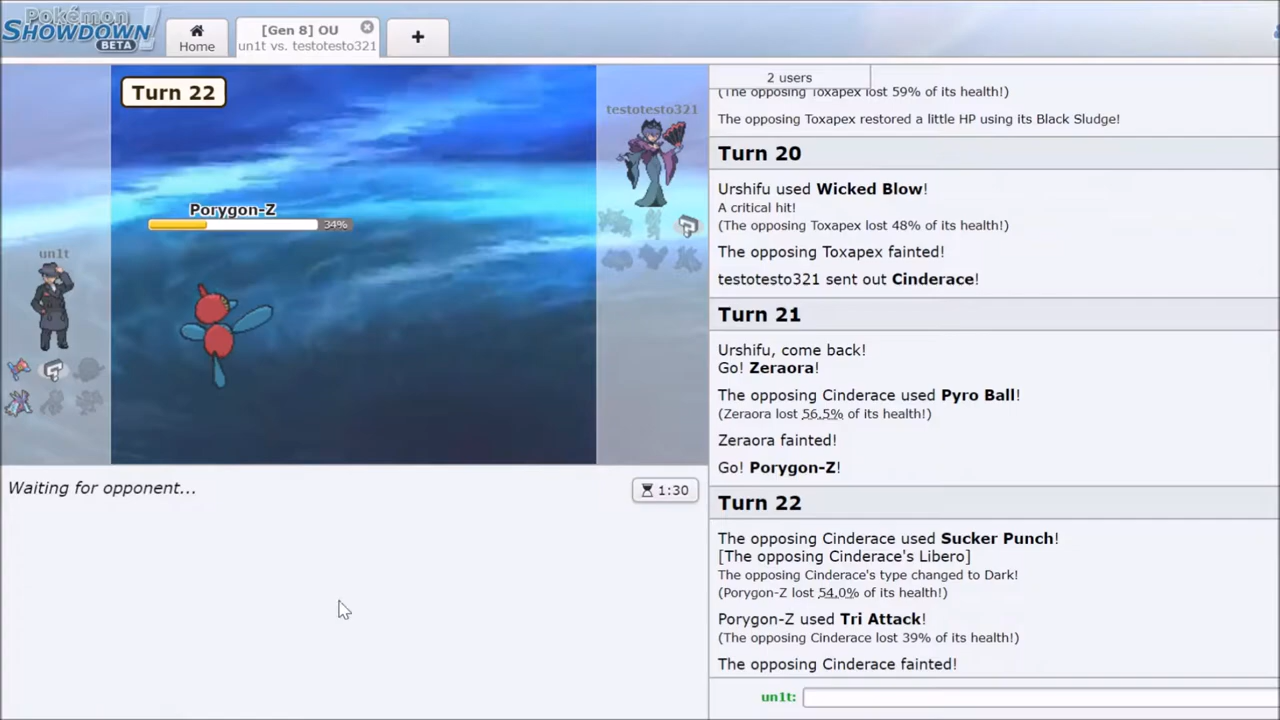 Pokémon
SHOWDOWN!
BETA
Home
[Gen 8] OU
un1t vs. testotesto321
+
Turn 22
testotesto321
Porygon-Z
34%
un1t
Waiting for opponent...
1:30
2 users
(The opposing Toxapex lost 59% of its health!)
The opposing Toxapex restored a little HP using its Black Sludge!
Turn 20
Urshifu used Wicked Blow!
A critical hit!
(The opposing Toxapex lost 48% of its health!)
The opposing Toxapex fainted!
testotesto321 sent out Cinderace!
Turn 21
Urshifu, come back!
Go! Zeraora!
The opposing Cinderace used Pyro Ball!
(Zeraora lost 56.5% of its health!)
Zeraora fainted!
Go! Porygon-Z!
Turn 22
The opposing Cinderace used Sucker Punch!
[The opposing Cinderace's Libero]
The opposing Cinderace's type changed to Dark!
(Porygon-Z lost 54.0% of its health!)
Porygon-Z used Tri Attack!
(The opposing Cinderace lost 39% of its health!)
The opposing Cinderace fainted!
un1t: